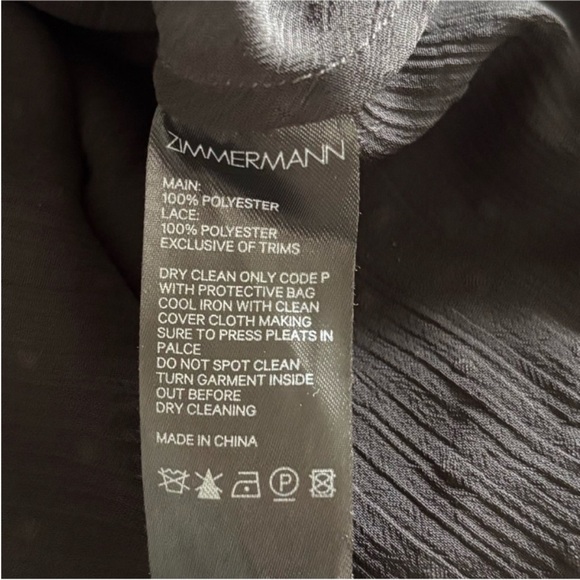 ZIMMERMANN
MAIN:
100% POLYESTER
LACE:
100% POLYESTER
EXCLUSIVE OF TRIMS
DRY CLEAN ONLY CODE P
WITH PROTECTIVE BAG
COOL IRON WITH CLEAN
COVER CLOTH MAKING
SURE TO PRESS PLEATS IN
PALCE
DO NOT SPOT CLEAN
TURN GARMENT INSIDE
OUT BEFORE
DRY CLEANING
MADE IN CHINA
P